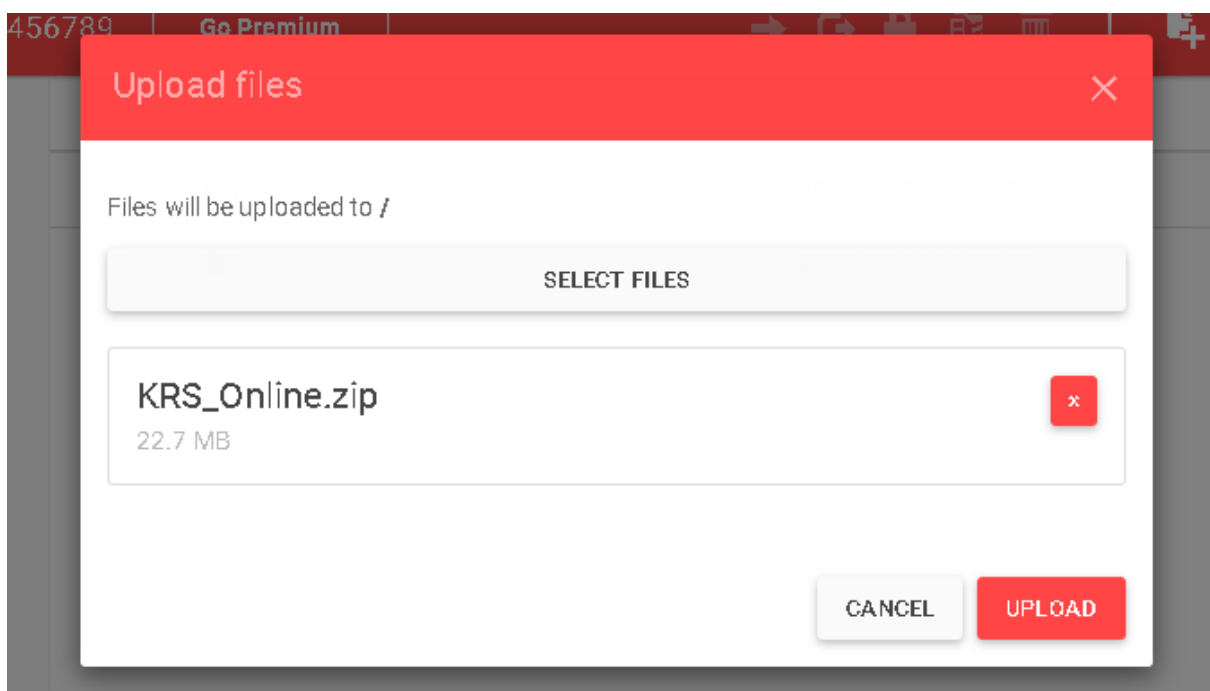 456789 Go Premium
Upload files
Files will be uploaded to /
SELECT FILES
KRS_Online.zip
22.7 MB
CANCEL UPLOAD